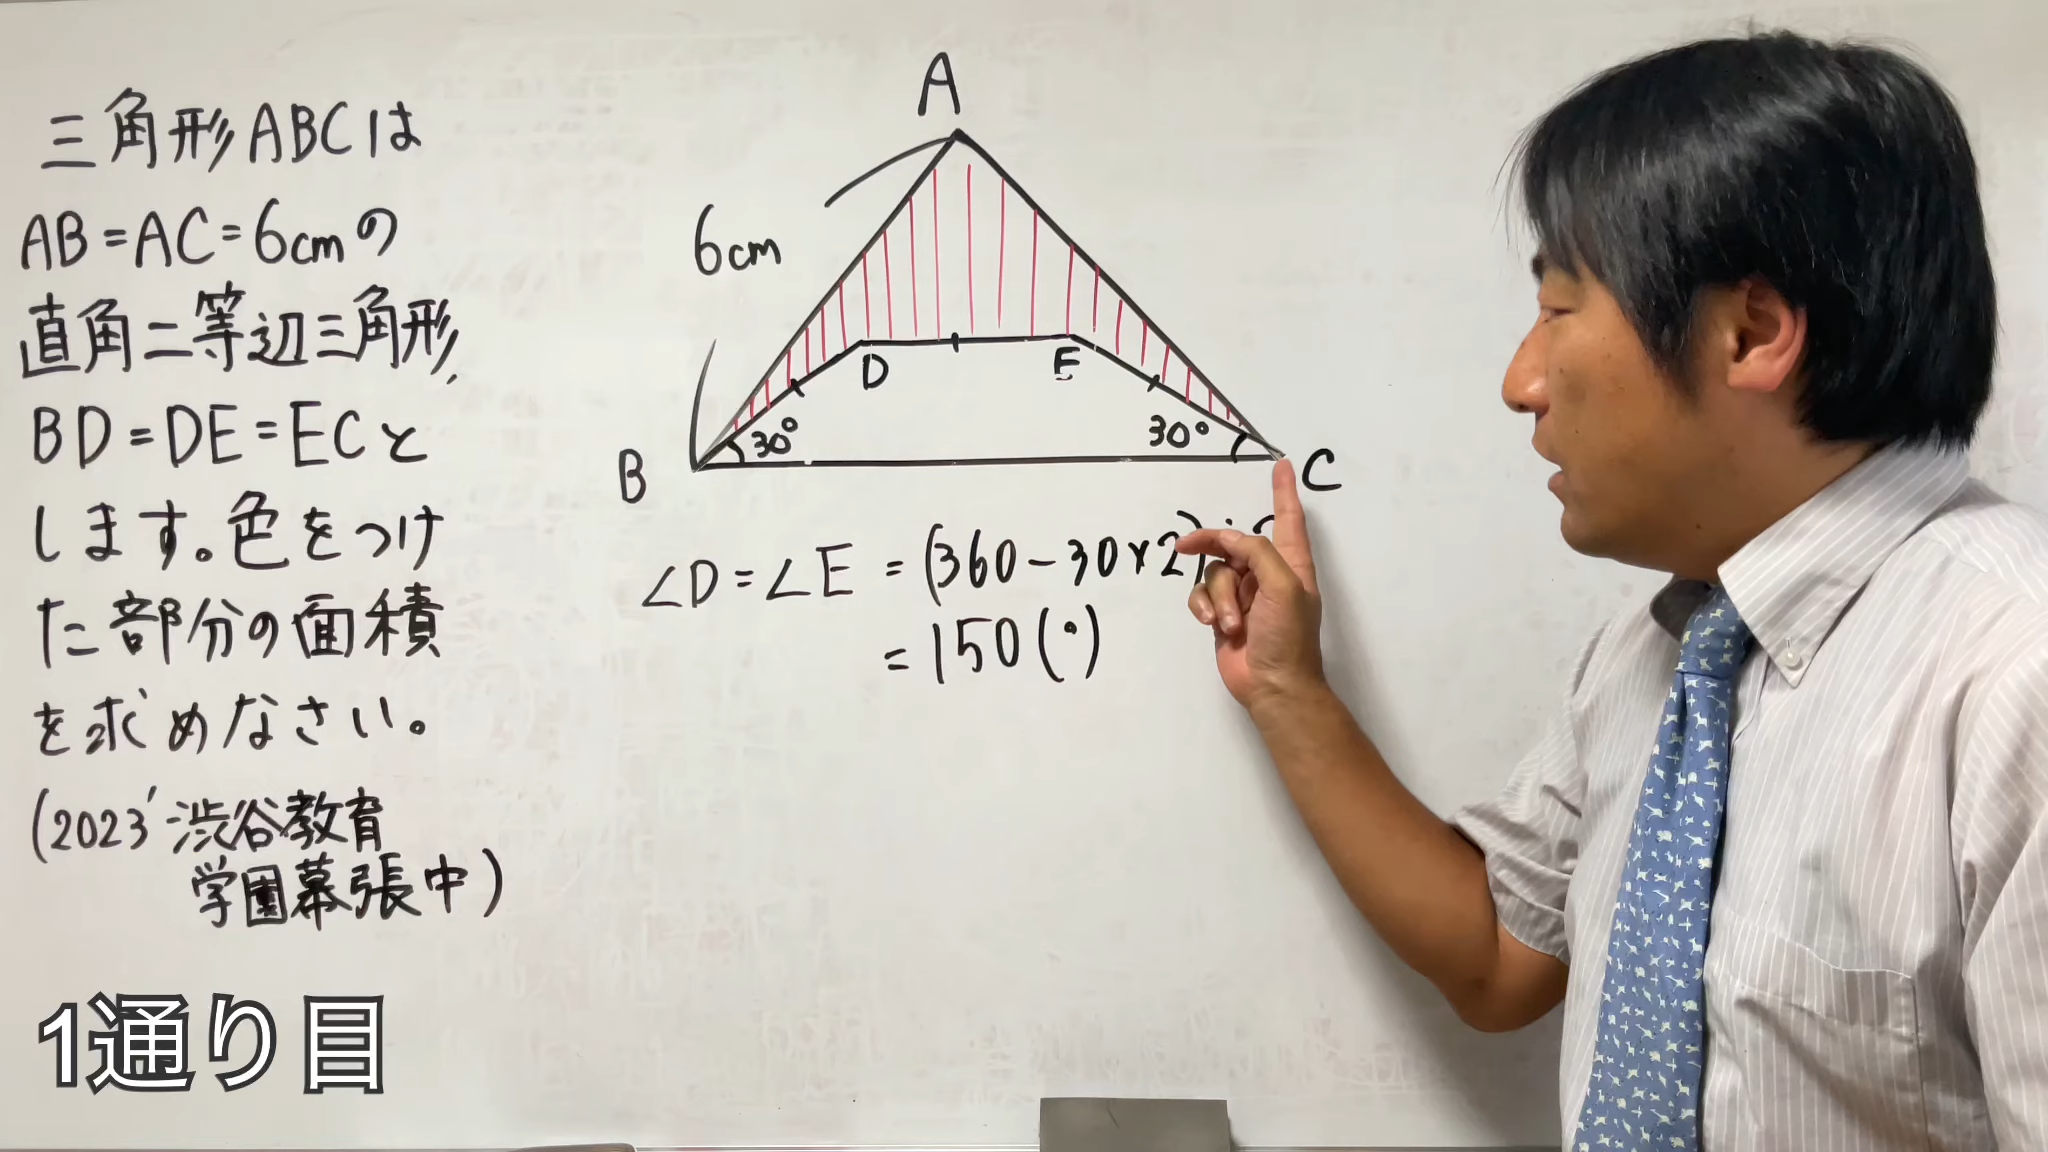 三角形ABCは
AB=AC=6cmの
直角二等辺三角形,
BD=DE=ECと
します。色をつけ
た部分の面積
を求めなさい。
(2023'渋谷教育
学園幕張中)
A
6cm
D
E
30°
30°
B
C
∠D=∠E=(360-30×2)
=150(°)
1通り目